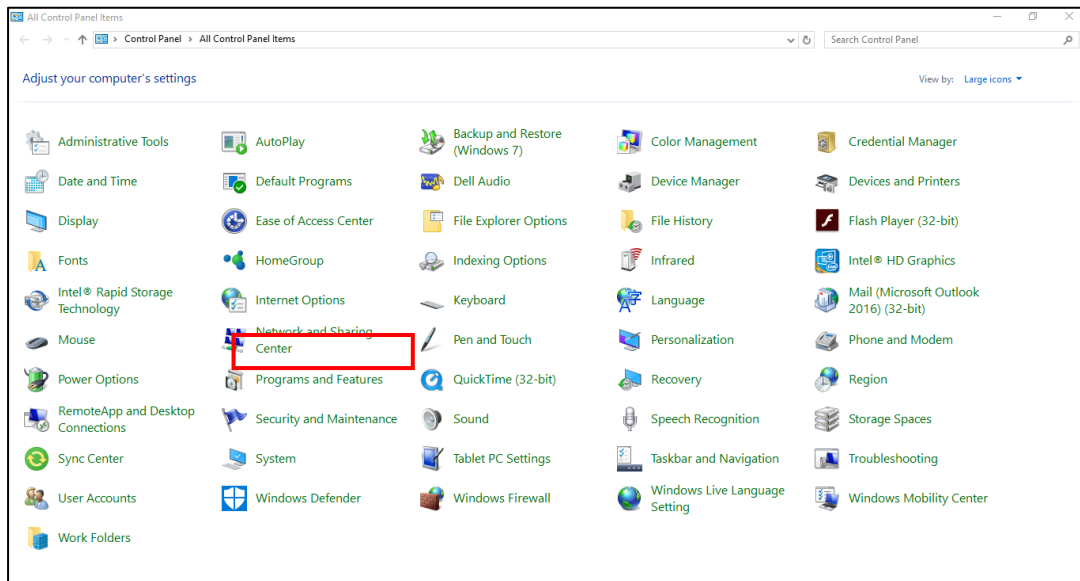 All Control Panel Items
Control Panel > All Control Panel Items
Search Control Panel
Adjust your computer's settings
View by: Large icons
Administrative Tools
AutoPlay
Backup and Restore
(Windows 7)
Color Management
Credential Manager
Date and Time
Default Programs
Dell Audio
Device Manager
Devices and Printers
Display
Ease of Access Center
File Explorer Options
File History
Flash Player (32-bit)
Fonts
HomeGroup
Indexing Options
Infrared
Intel® HD Graphics
Intel® Rapid Storage
Technology
Internet Options
Keyboard
Language
Mail (Microsoft Outlook
2016) (32-bit)
Mouse
Network and Sharing
Center
Pen and Touch
Personalization
Phone and Modem
Power Options
Programs and Features
QuickTime (32-bit)
Recovery
Region
RemoteApp and Desktop
Connections
Security and Maintenance
Sound
Speech Recognition
Storage Spaces
Sync Center
System
Tablet PC Settings
Taskbar and Navigation
Troubleshooting
User Accounts
Windows Defender
Windows Firewall
Windows Live Language
Setting
Windows Mobility Center
Work Folders